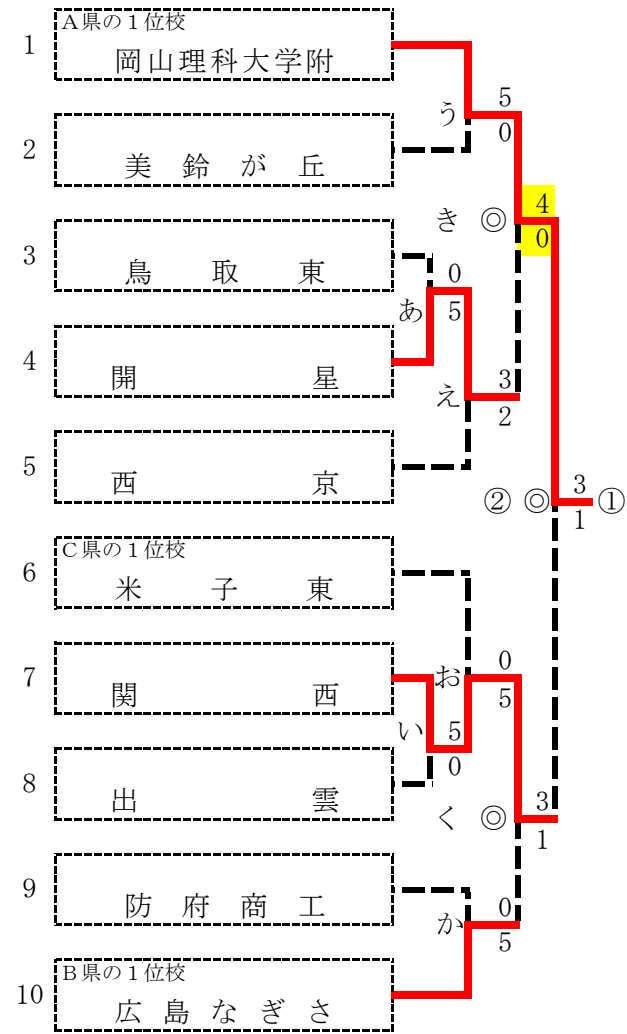 A県の１位校
1 岡山理科大学附
5
う
0
2 美鈴が丘
4
き ◎
0
3 鳥取東
0
あ 5
4 開星
3
え
2
5 西京
3
② ◎ ①
1
C県の１位校
6 米子東
0
7 関西 お
5
い 5
0
8 出雲
3
く ◎
1
9 防府商工
0
か
5
B県の１位校
10 広島なぎさ